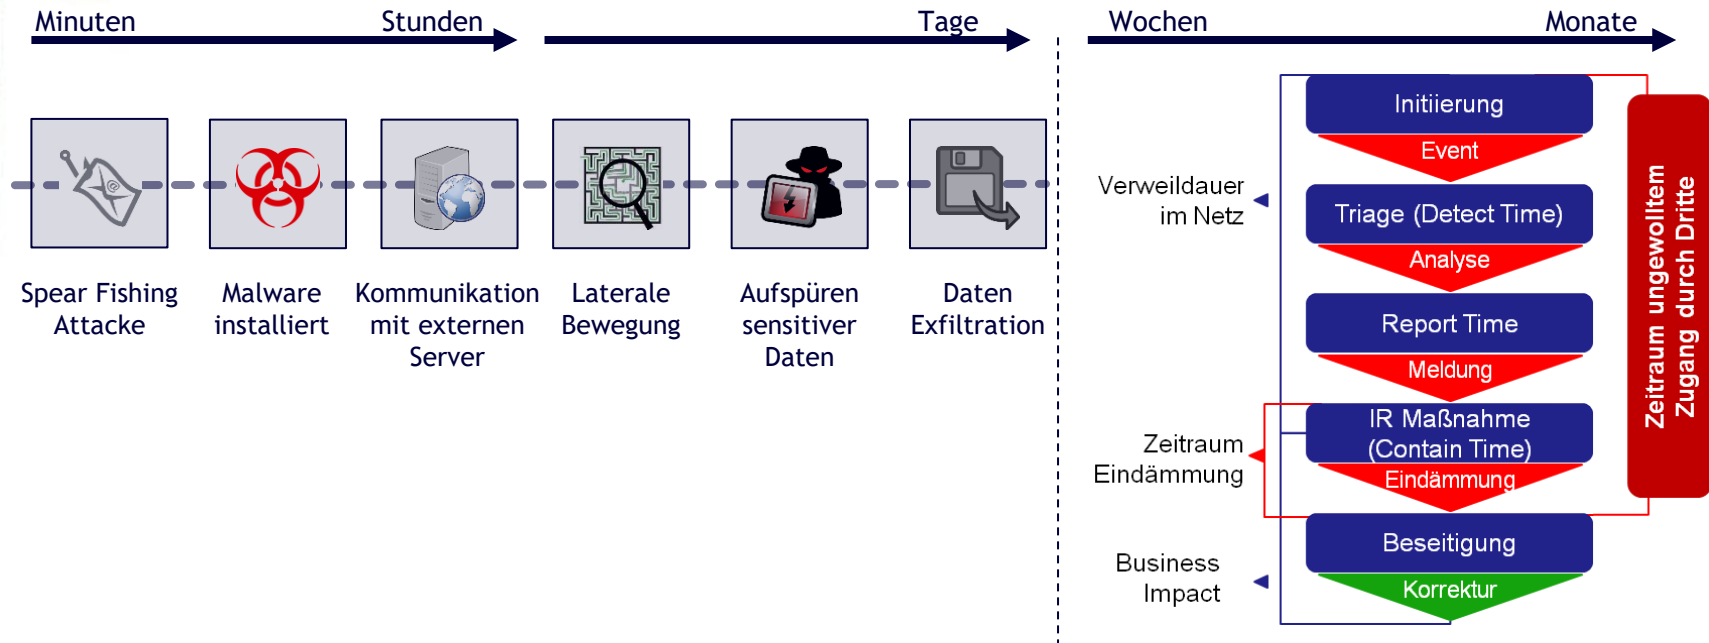 Minuten
Stunden
Tage
Wochen
Monate
Spear Fishing
Attacke
Malware
installiert
Kommunikation
mit externen
Server
Laterale
Bewegung
Aufspüren
sensitiver
Daten
Daten
Exfiltration
@
Verweildauer
im Netz
Zeitraum
Eindämmung
Business
Impact
Initiierung
Event
Triage (Detect Time)
Analyse
Report Time
Meldung
IR Maßnahme
(Contain Time)
Eindämmung
Beseitigung
Korrektur
Zeitraum ungewolltem
Zugang durch Dritte